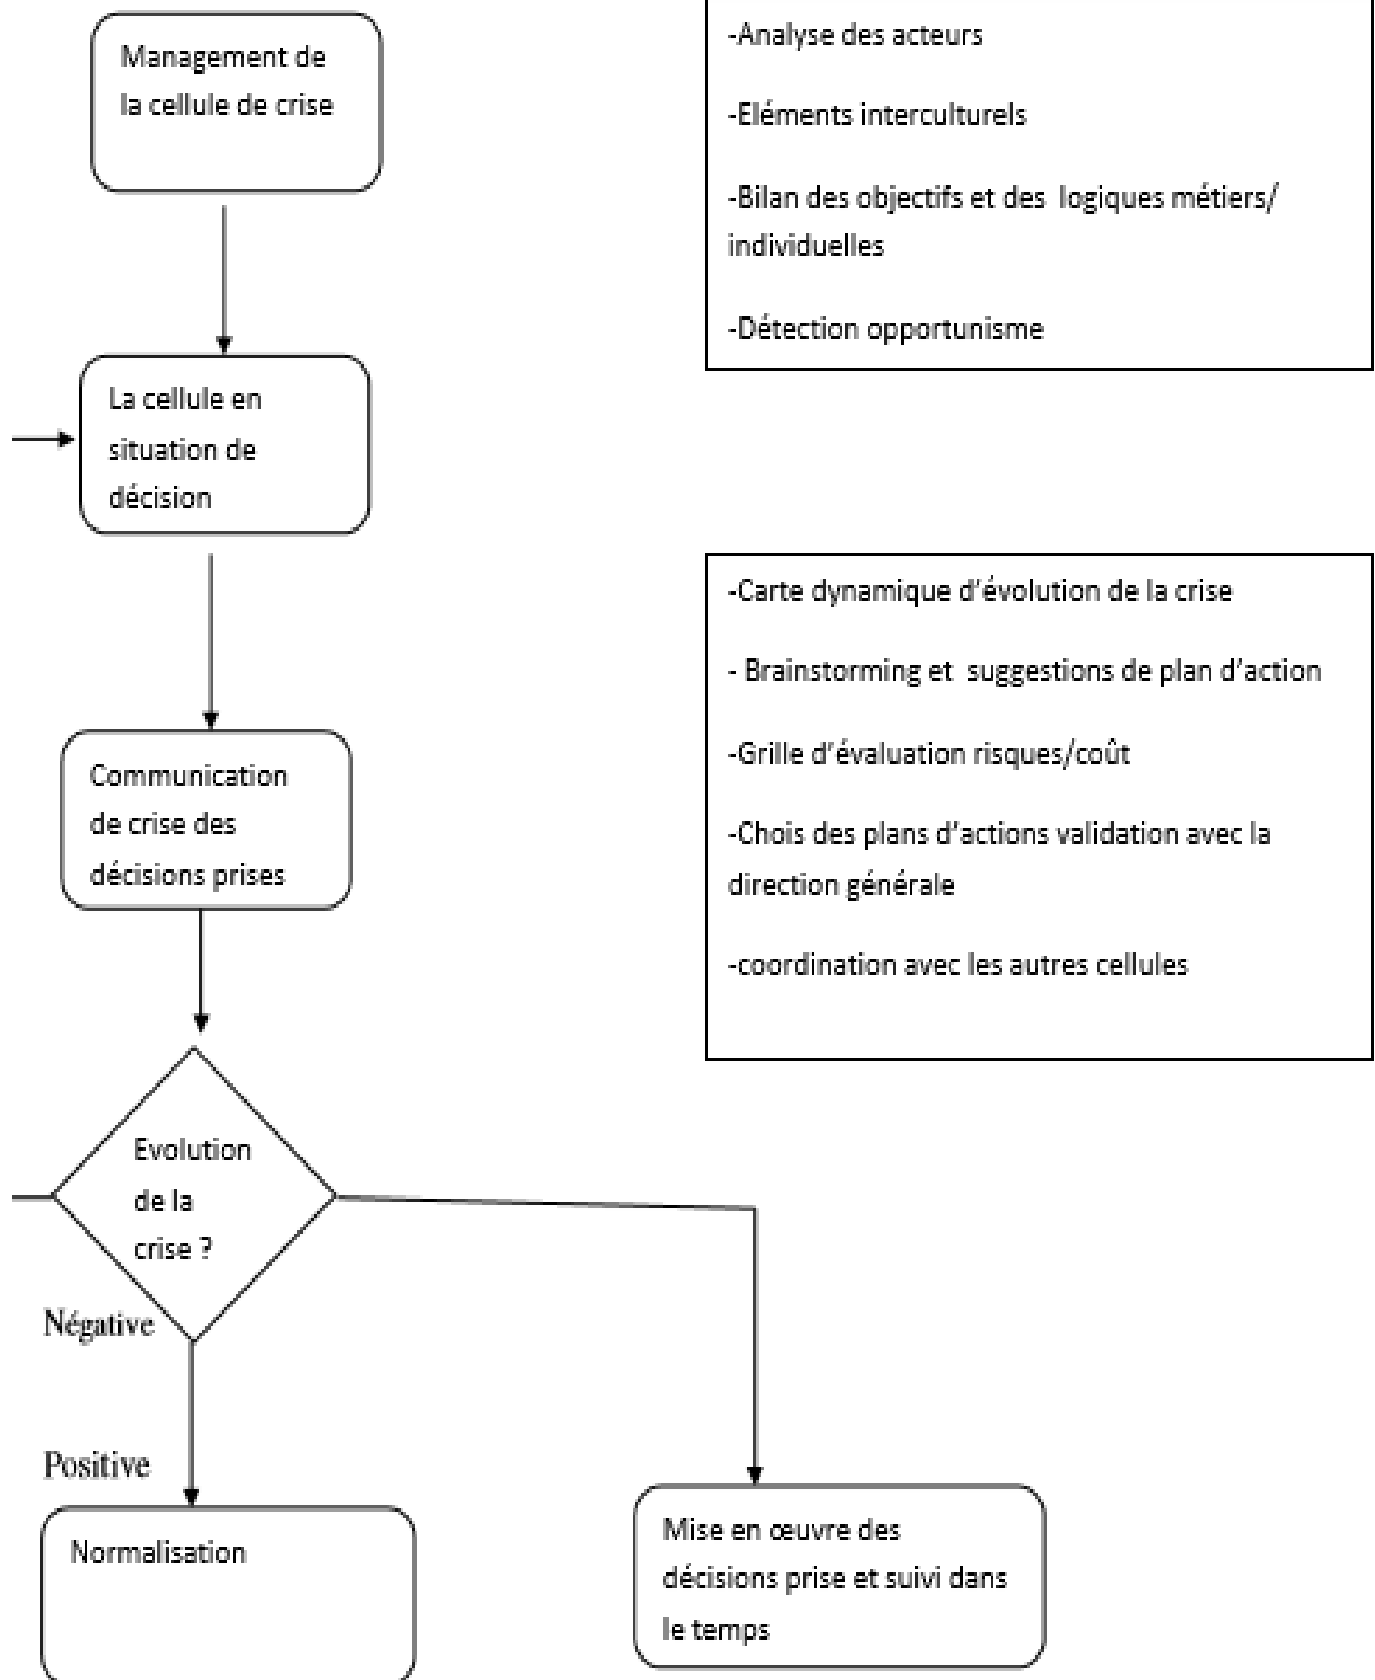 Management de
la cellule de crise
-Analyse des acteurs
-Eléments interculturels
-Bilan des objectifs et des logiques métiers/
individuelles
-Détection opportunisme
La cellule en
situation de
décision
-Carte dynamique d'évolution de la crise
- Brainstorming et suggestions de plan d'action
-Grille d'évaluation risques/coût
-Chois des plans d'actions validation avec la
direction générale
-coordination avec les autres cellules
Communication
de crise des
décisions prises
Evolution
de la
crise ?
Négative
Positive
Normalisation
Mise en œuvre des
décisions prise et suivi dans
le temps